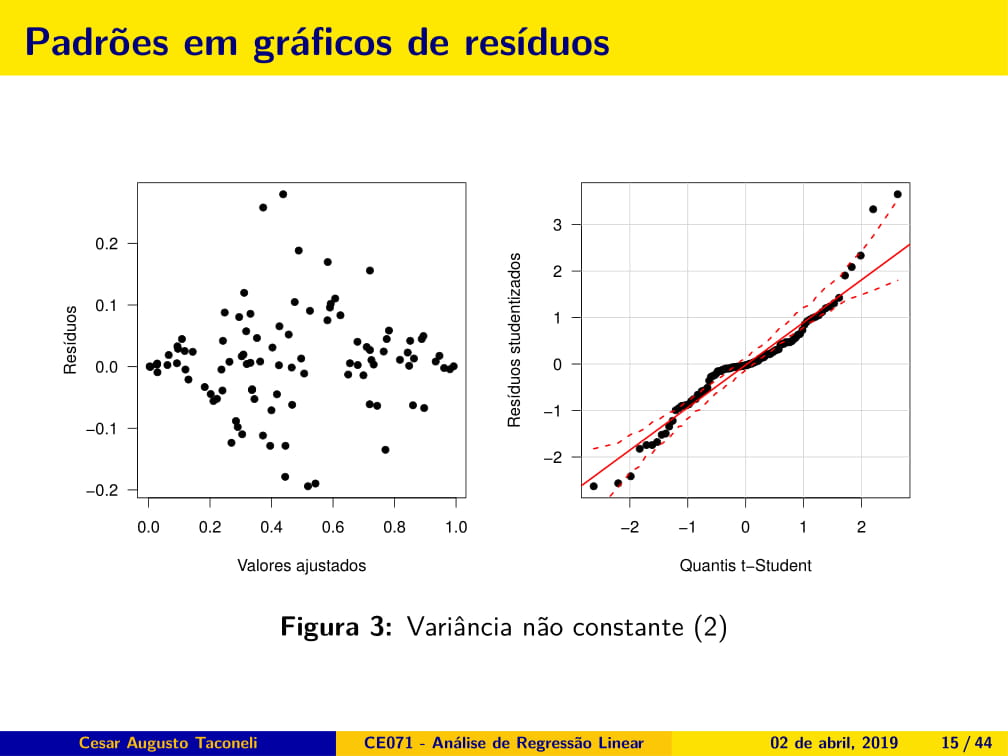 Padrões em gráficos de resíduos
Resíduos
0.2
0.1
0.0
−0.1
−0.2
0.0 0.2 0.4 0.6 0.8 1.0
Valores ajustados
Resíduos studentizados
3
2
1
0
−1
−2
−2 −1 0 1 2
Quantis t−Student
Figura 3: Variância não constante (2)
Cesar Augusto Taconeli CE071 - Análise de Regressão Linear 02 de abril, 2019 15 / 44